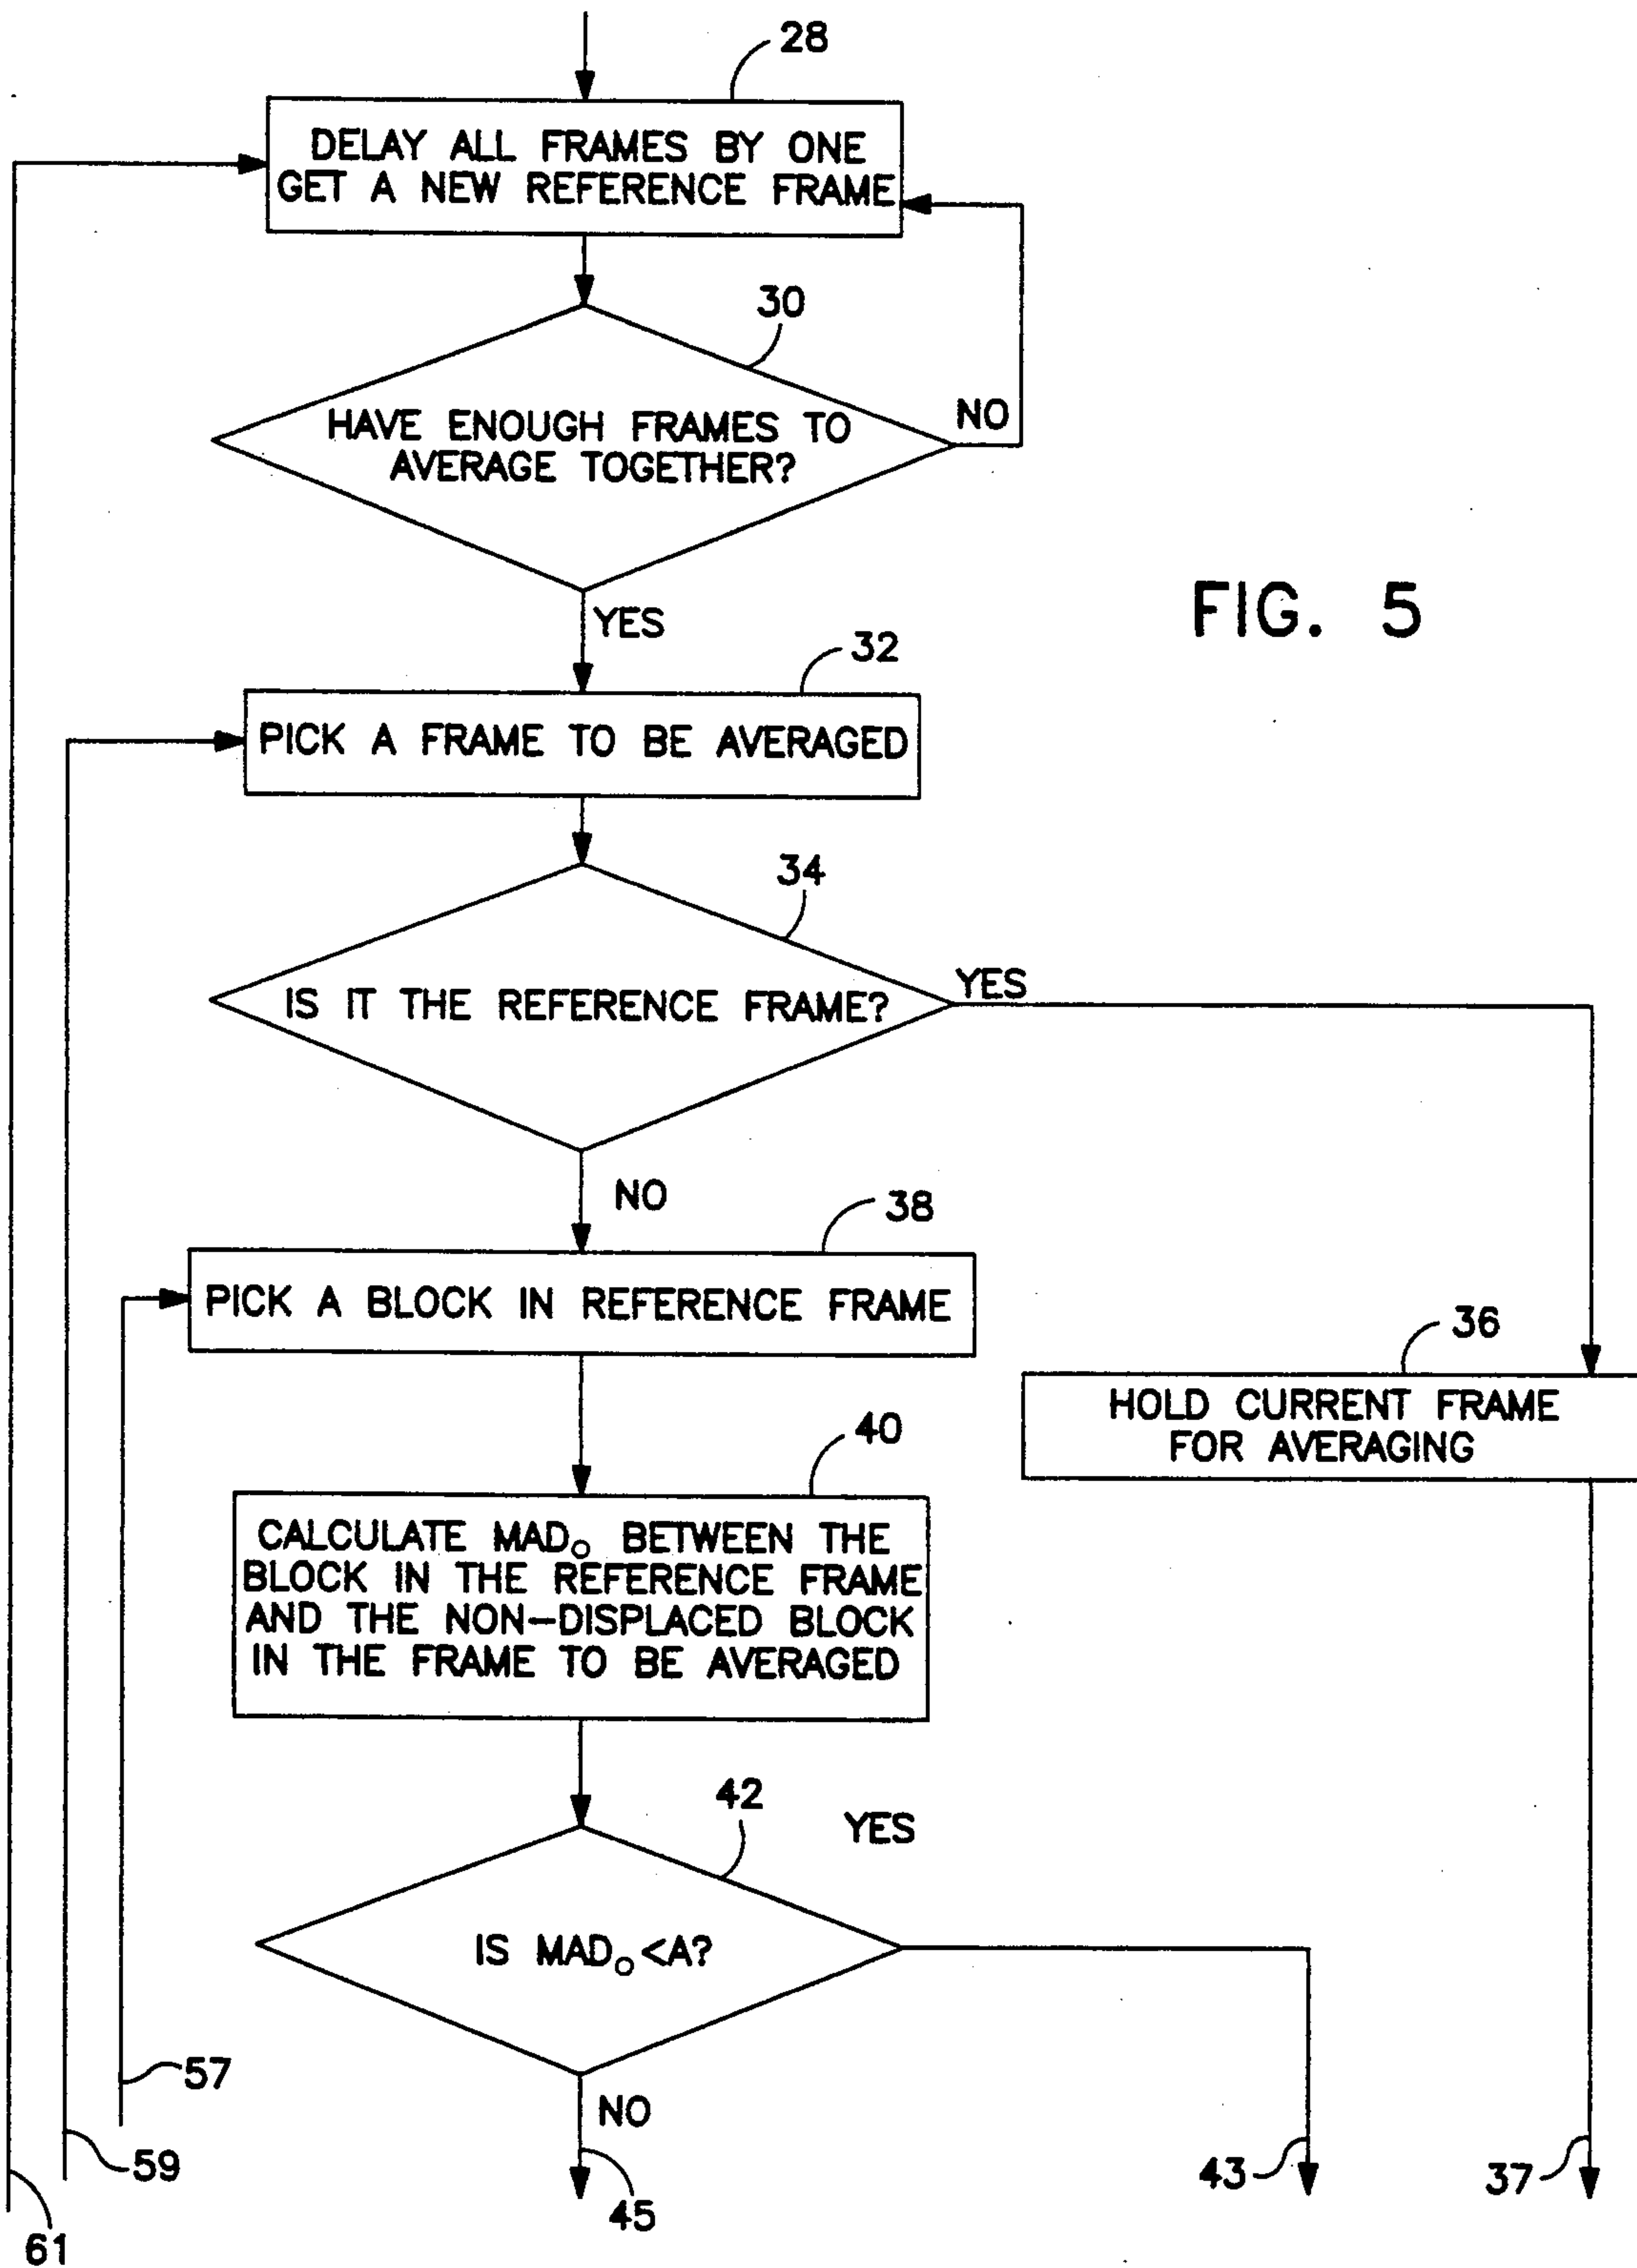 28
DELAY ALL FRAMES BY ONE
GET A NEW REFERENCE FRAME
30
HAVE ENOUGH FRAMES TO
AVERAGE TOGETHER?
NO
YES
FIG. 5
32
PICK A FRAME TO BE AVERAGED
34
IS IT THE REFERENCE FRAME?
YES
NO
38
PICK A BLOCK IN REFERENCE FRAME
36
HOLD CURRENT FRAME
FOR AVERAGING
40
CALCULATE MAD₀ BETWEEN THE
BLOCK IN THE REFERENCE FRAME
AND THE NON-DISPLACED BLOCK
IN THE FRAME TO BE AVERAGED
42
YES
IS MAD₀<A?
57
NO
59
45
43
37
61